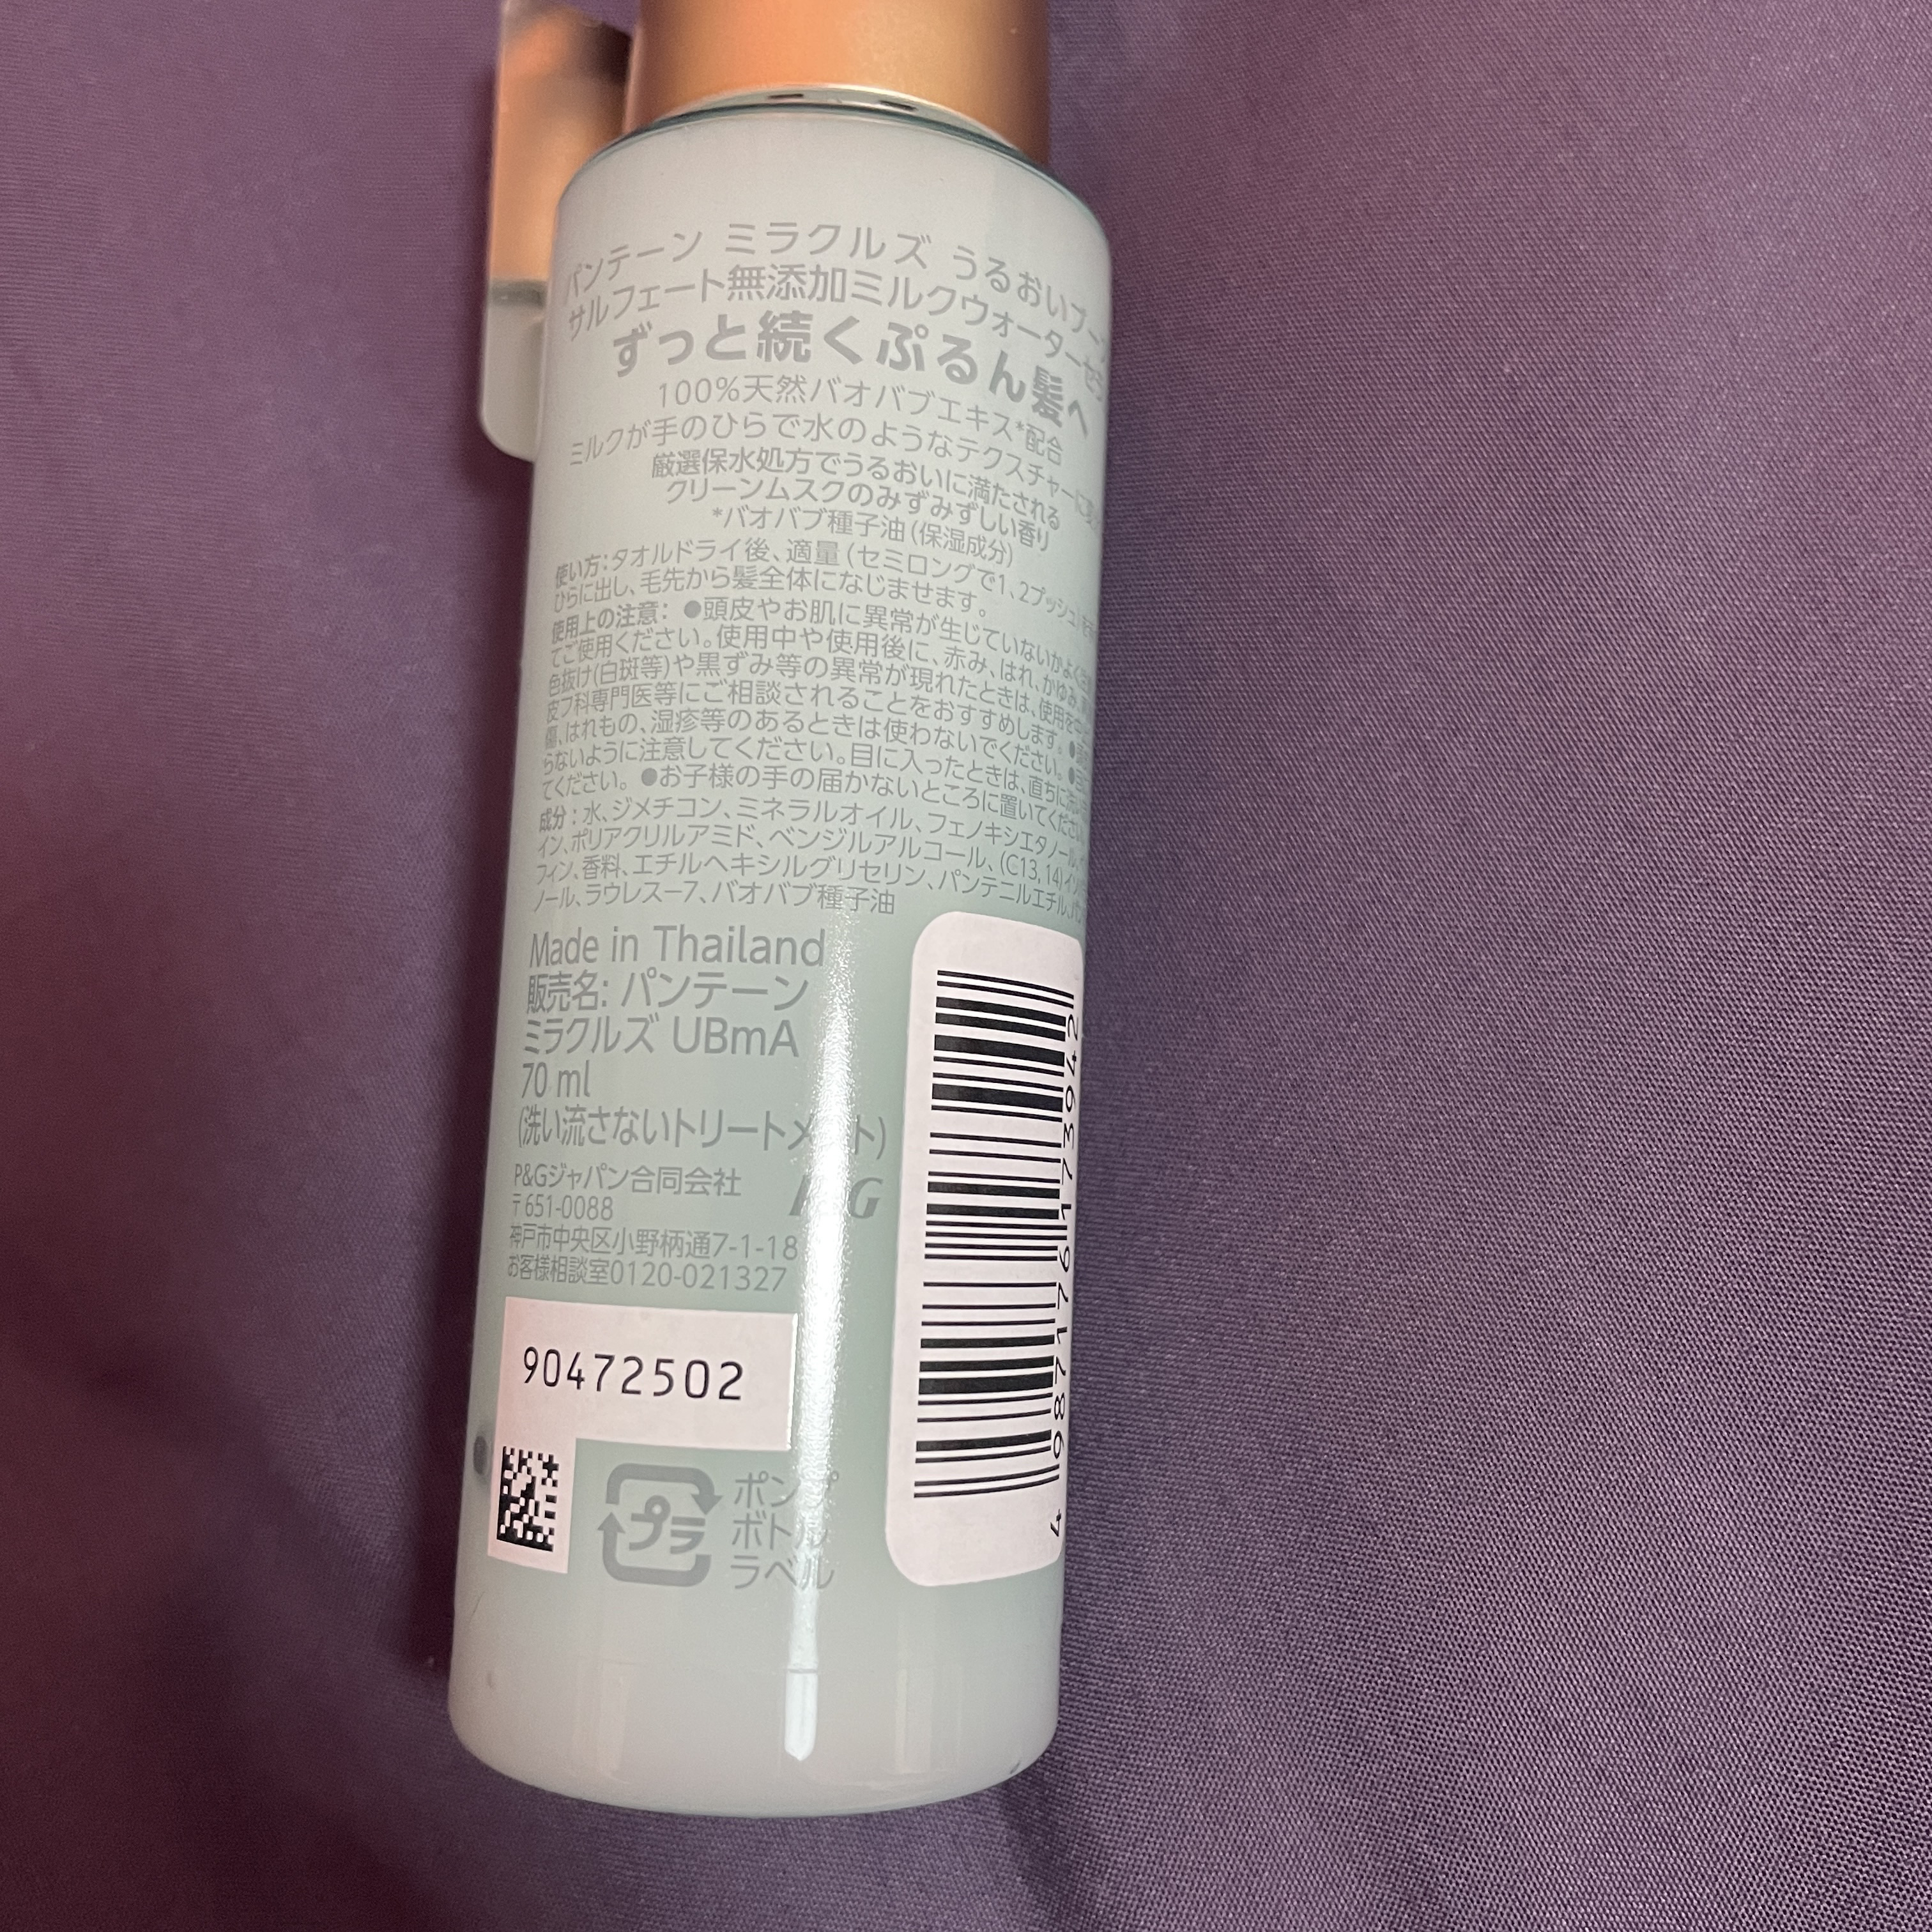 パンテーン ミラクルズ うるおいブー
サルフェート無添加ミルクウォーターセラ
ずっと続くぷるん髪へ
100%天然バオバブエキス*配合
ミルクが手のひらで水のようなテクスチャーに
厳選保水処方でうるおいに満たされる
クリーンムスクのみずみずしい香り
*バオバブ種子油(保湿成分)
使い方:タオルドライ後、適量(セミロングで1、2プッシュ)を
ひらに出し、毛先から髪全体になじませます。
使用上の注意: ●頭皮やお肌に異常が生じていないかよく
てご使用ください。使用中や使用後に、赤み、はれ、かゆみ、
色抜け(白斑等)や黒ずみ等の異常が現れたときは、使用を
皮フ科専門医等にご相談されることをおすすめします。●
傷、はれもの、湿疹等のあるときは使わないでください。●
らないように注意してください。目に入ったときは、直ちに
てください。●お子様の手の届かないところに置いてください
成分:水、ジメチコン、ミネラルオイル、フェノキシエタノール、
イン、ポリアクリルアミド、ベンジルアルコール、(C13,14)イソ
フィン、香料、エチルヘキシルグリセリン、パンテニルエチル、
ノール、ラウレス-7、バオバブ種子油
Made in Thailand
販売名: パンテーン
ミラクルズ UBmA
70 ml
(洗い流さないトリートメント)
P&Gジャパン合同会社
P&G
〒651-0088
神戸市中央区小野柄通7-1-18
お客様相談室0120-021327
90472502
プラ
ポンプ
ボトル
ラベル
4 987176 173942